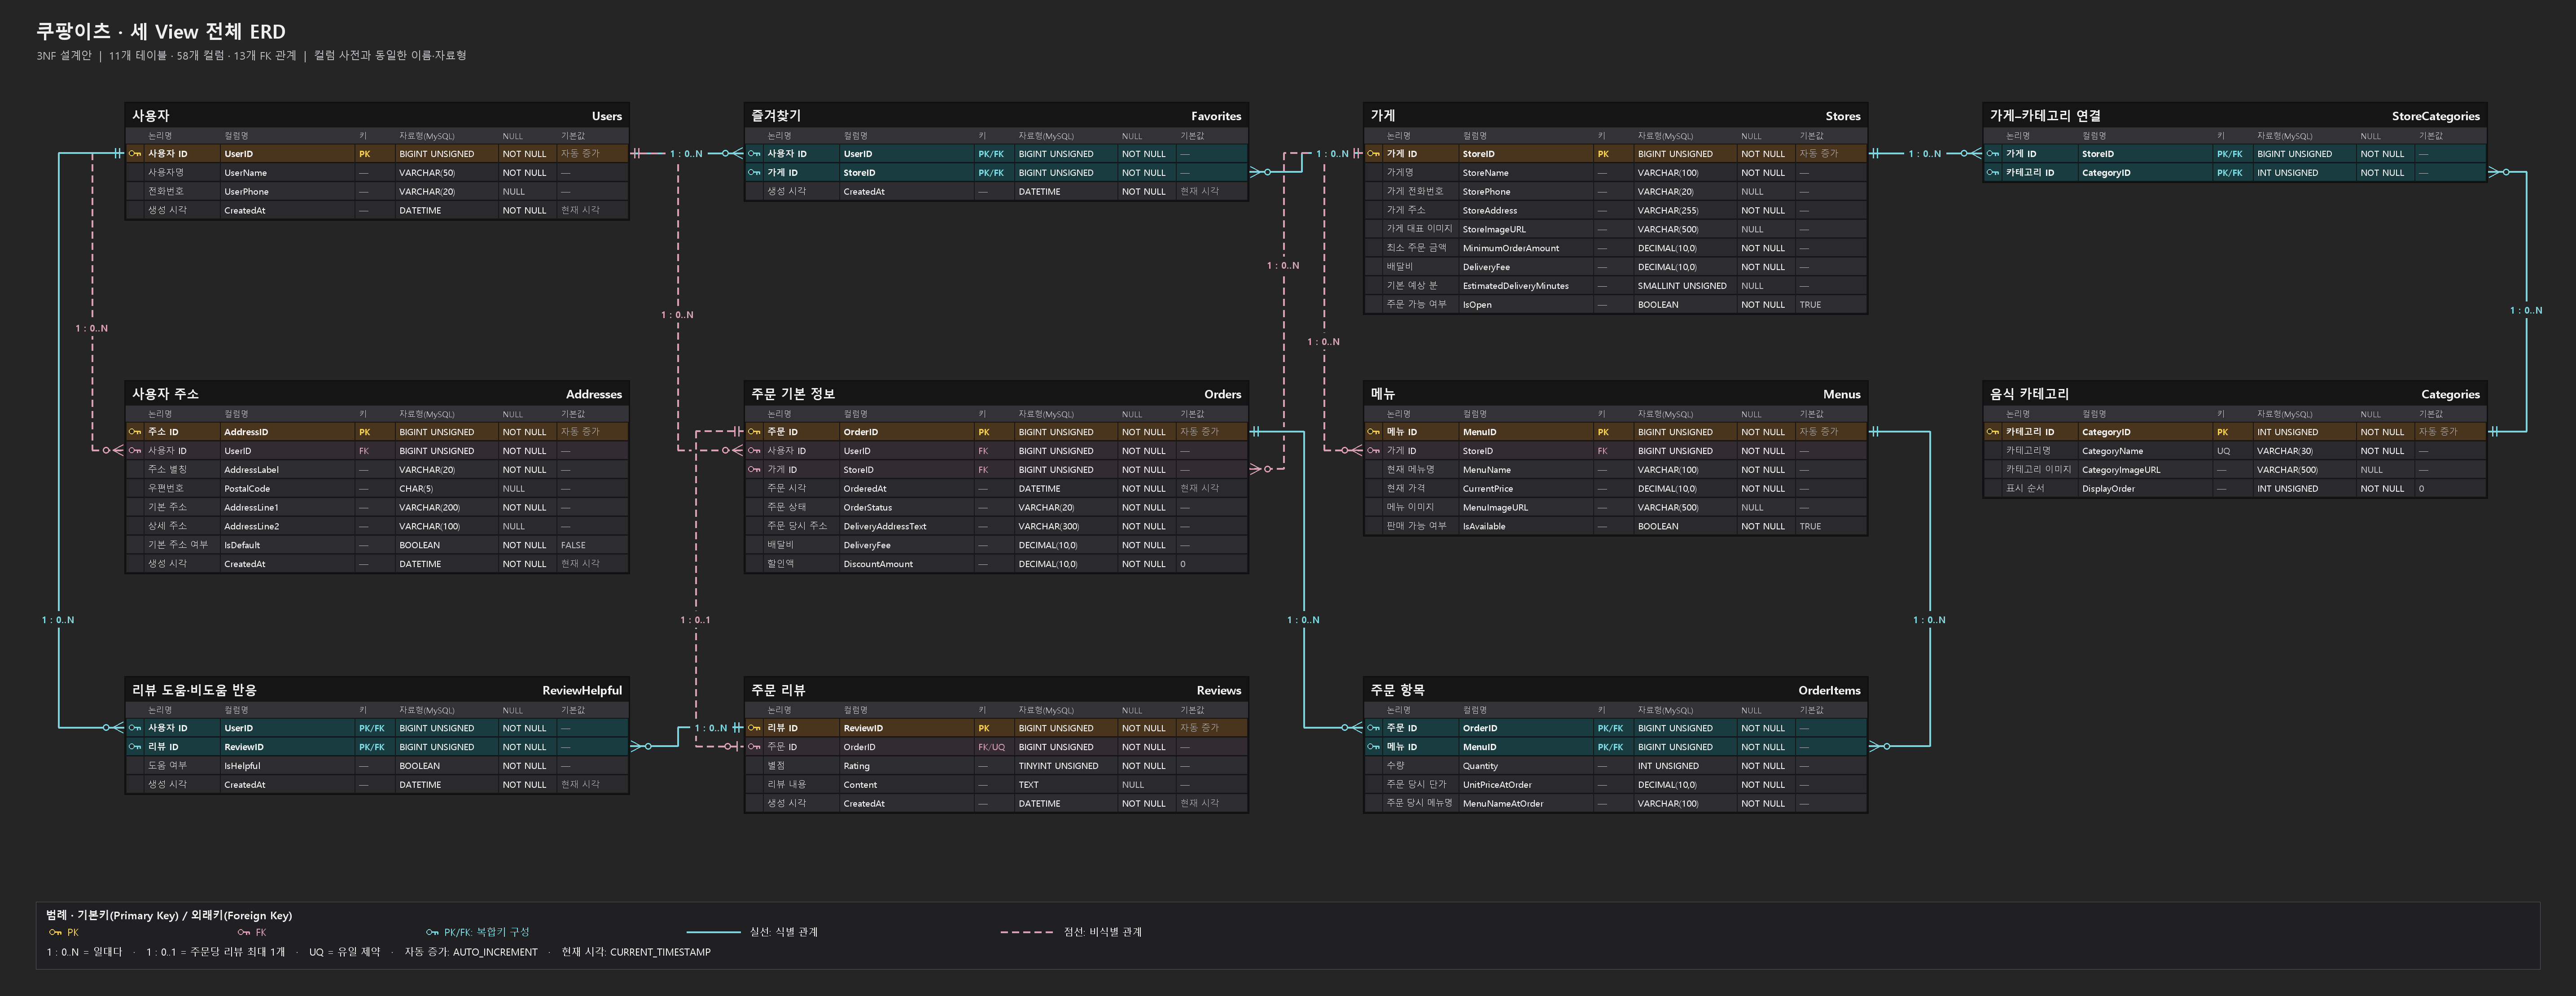 쿠팡이츠 · 세 View 전체 ERD
3NF 설계안 | 11개 테이블 · 58개 컬럼 · 13개 FK 관계 | 컬럼 사전과 동일한 이름·자료형
사용자 Users
논리명 컬럼명 키 자료형(MySQL) NULL 기본값
사용자 ID UserID PK BIGINT UNSIGNED NOT NULL 자동 증가
사용자명 UserName — VARCHAR(50) NOT NULL —
전화번호 UserPhone — VARCHAR(20) NULL —
생성 시각 CreatedAt — DATETIME NOT NULL 현재 시각
1 : 0..N
즐겨찾기 Favorites
논리명 컬럼명 키 자료형(MySQL) NULL 기본값
사용자 ID UserID PK/FK BIGINT UNSIGNED NOT NULL —
가게 ID StoreID PK/FK BIGINT UNSIGNED NOT NULL —
생성 시각 CreatedAt — DATETIME NOT NULL 현재 시각
1 : 0..N
가게 Stores
논리명 컬럼명 키 자료형(MySQL) NULL 기본값
가게 ID StoreID PK BIGINT UNSIGNED NOT NULL 자동 증가
가게명 StoreName — VARCHAR(100) NOT NULL —
가게 전화번호 StorePhone — VARCHAR(20) NULL —
가게 주소 StoreAddress — VARCHAR(255) NOT NULL —
가게 대표 이미지 StoreImageURL — VARCHAR(500) NULL —
최소 주문 금액 MinimumOrderAmount — DECIMAL(10,0) NOT NULL —
배달비 DeliveryFee — DECIMAL(10,0) NOT NULL —
기본 예상 분 EstimatedDeliveryMinutes — SMALLINT UNSIGNED NULL —
주문 가능 여부 IsOpen — BOOLEAN NOT NULL TRUE
1 : 0..N
가게–카테고리 연결 StoreCategories
논리명 컬럼명 키 자료형(MySQL) NULL 기본값
가게 ID StoreID PK/FK BIGINT UNSIGNED NOT NULL —
카테고리 ID CategoryID PK/FK INT UNSIGNED NOT NULL —
1 : 0..N
1 : 0..N
1 : 0..N
1 : 0..N
1 : 0..N
사용자 주소 Addresses
논리명 컬럼명 키 자료형(MySQL) NULL 기본값
주소 ID AddressID PK BIGINT UNSIGNED NOT NULL 자동 증가
사용자 ID UserID FK BIGINT UNSIGNED NOT NULL —
주소 별칭 AddressLabel — VARCHAR(20) NOT NULL —
우편번호 PostalCode — CHAR(5) NULL —
기본 주소 AddressLine1 — VARCHAR(200) NOT NULL —
상세 주소 AddressLine2 — VARCHAR(100) NULL —
기본 주소 여부 IsDefault — BOOLEAN NOT NULL FALSE
생성 시각 CreatedAt — DATETIME NOT NULL 현재 시각
주문 기본 정보 Orders
논리명 컬럼명 키 자료형(MySQL) NULL 기본값
주문 ID OrderID PK BIGINT UNSIGNED NOT NULL 자동 증가
사용자 ID UserID FK BIGINT UNSIGNED NOT NULL —
가게 ID StoreID FK BIGINT UNSIGNED NOT NULL —
주문 시각 OrderedAt — DATETIME NOT NULL 현재 시각
주문 상태 OrderStatus — VARCHAR(20) NOT NULL —
주문 당시 주소 DeliveryAddressText — VARCHAR(300) NOT NULL —
배달비 DeliveryFee — DECIMAL(10,0) NOT NULL —
할인액 DiscountAmount — DECIMAL(10,0) NOT NULL 0
메뉴 Menus
논리명 컬럼명 키 자료형(MySQL) NULL 기본값
메뉴 ID MenuID PK BIGINT UNSIGNED NOT NULL 자동 증가
가게 ID StoreID FK BIGINT UNSIGNED NOT NULL —
현재 메뉴명 MenuName — VARCHAR(100) NOT NULL —
현재 가격 CurrentPrice — DECIMAL(10,0) NOT NULL —
메뉴 이미지 MenuImageURL — VARCHAR(500) NULL —
판매 가능 여부 IsAvailable — BOOLEAN NOT NULL TRUE
음식 카테고리 Categories
논리명 컬럼명 키 자료형(MySQL) NULL 기본값
카테고리 ID CategoryID PK INT UNSIGNED NOT NULL 자동 증가
카테고리명 CategoryName UQ VARCHAR(30) NOT NULL —
카테고리 이미지 CategoryImageURL — VARCHAR(500) NULL —
표시 순서 DisplayOrder — INT UNSIGNED NOT NULL 0
1 : 0..N
1 : 0..1
1 : 0..N
1 : 0..N
리뷰 도움·비도움 반응 ReviewHelpful
논리명 컬럼명 키 자료형(MySQL) NULL 기본값
사용자 ID UserID PK/FK BIGINT UNSIGNED NOT NULL —
리뷰 ID ReviewID PK/FK BIGINT UNSIGNED NOT NULL —
도움 여부 IsHelpful — BOOLEAN NOT NULL —
생성 시각 CreatedAt — DATETIME NOT NULL 현재 시각
1 : 0..N
주문 리뷰 Reviews
논리명 컬럼명 키 자료형(MySQL) NULL 기본값
리뷰 ID ReviewID PK BIGINT UNSIGNED NOT NULL 자동 증가
주문 ID OrderID FK/UQ BIGINT UNSIGNED NOT NULL —
별점 Rating — TINYINT UNSIGNED NOT NULL —
리뷰 내용 Content — TEXT NULL —
생성 시각 CreatedAt — DATETIME NOT NULL 현재 시각
주문 항목 OrderItems
논리명 컬럼명 키 자료형(MySQL) NULL 기본값
주문 ID OrderID PK/FK BIGINT UNSIGNED NOT NULL —
메뉴 ID MenuID PK/FK BIGINT UNSIGNED NOT NULL —
수량 Quantity — INT UNSIGNED NOT NULL —
주문 당시 단가 UnitPriceAtOrder — DECIMAL(10,0) NOT NULL —
주문 당시 메뉴명 MenuNameAtOrder — VARCHAR(100) NOT NULL —
범례 · 기본키(Primary Key) / 외래키(Foreign Key)
PK FK PK/FK: 복합키 구성 실선: 식별 관계 점선: 비식별 관계
1 : 0..N = 일대다 · 1 : 0..1 = 주문당 리뷰 최대 1개 · UQ = 유일 제약 · 자동 증가: AUTO_INCREMENT · 현재 시각: CURRENT_TIMESTAMP